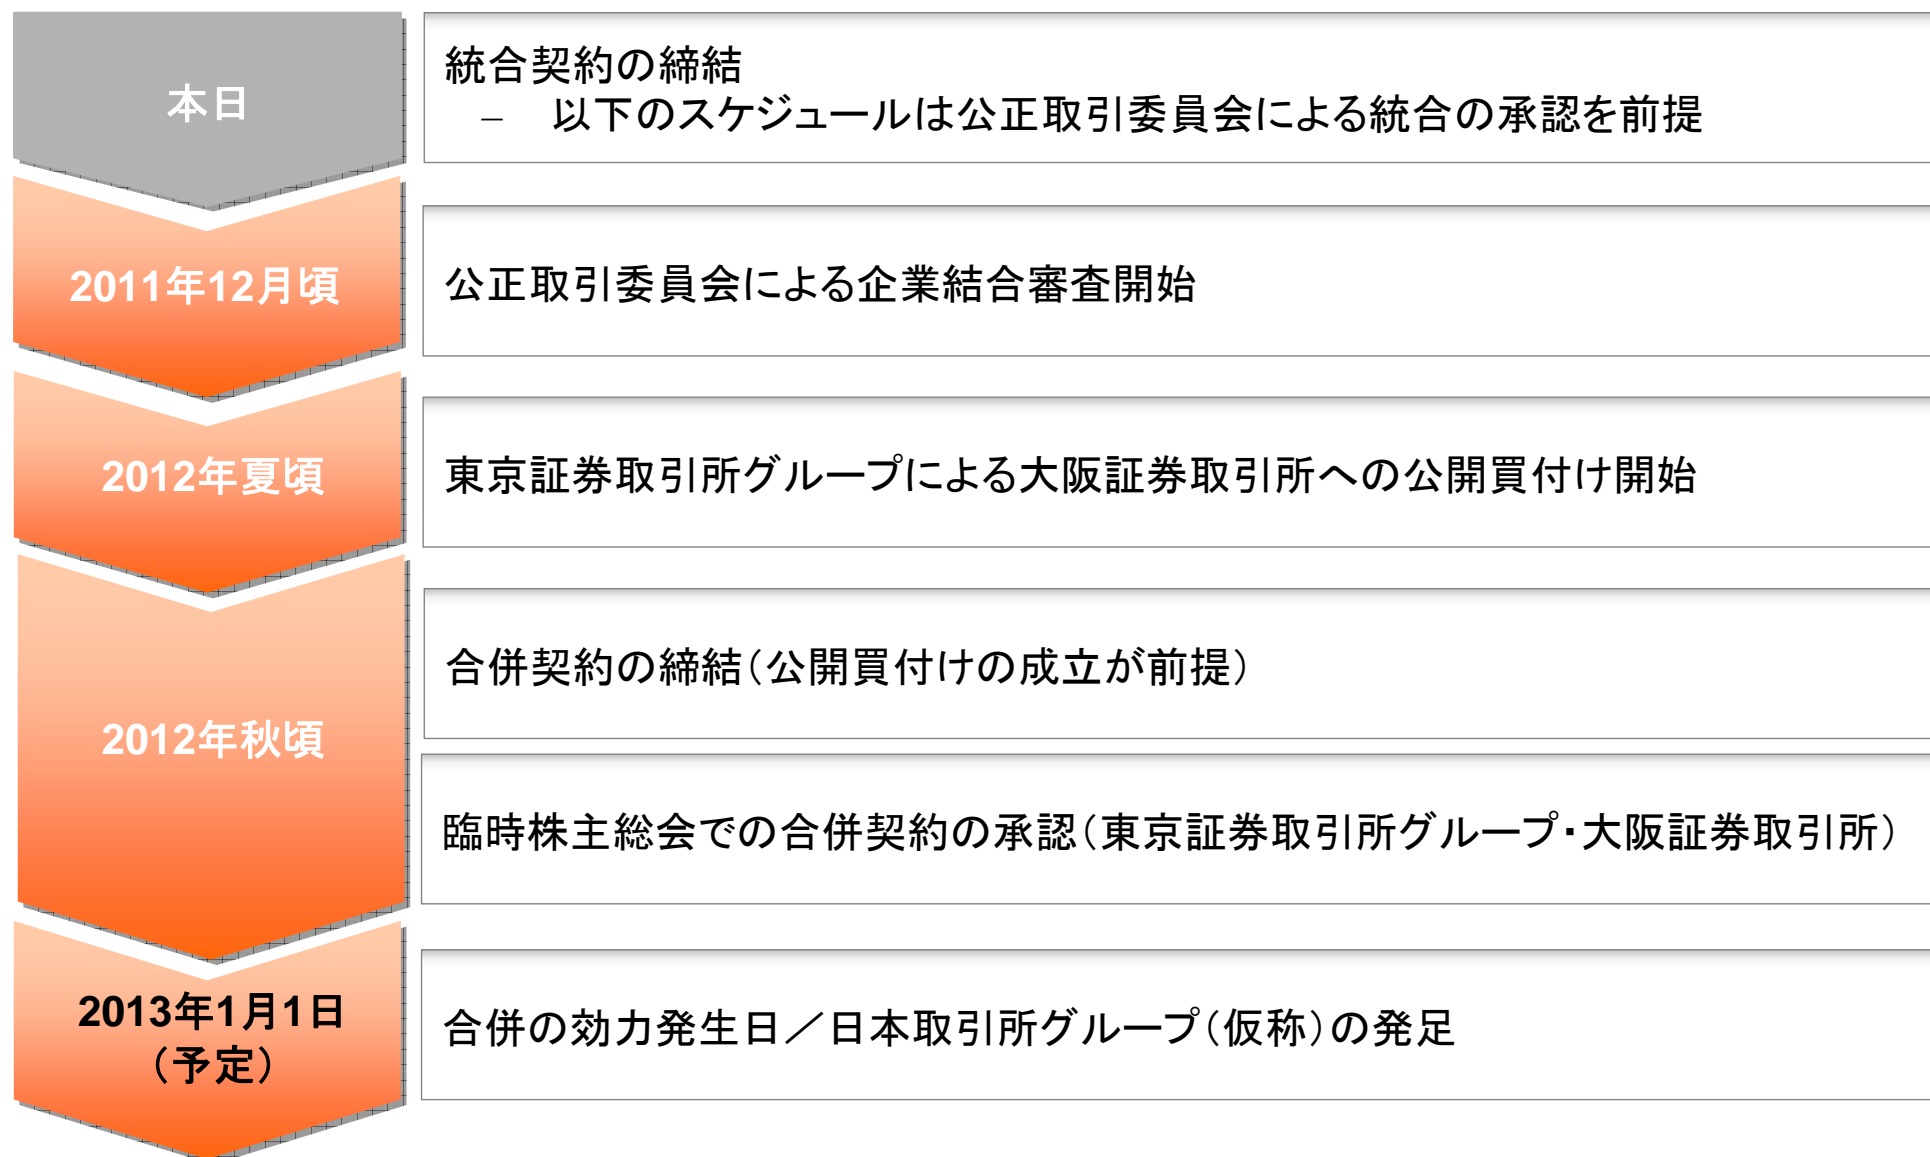 本日
統合契約の締結
– 以下のスケジュールは公正取引委員会による統合の承認を前提
2011年12月頃
公正取引委員会による企業結合審査開始
2012年夏頃
東京証券取引所グループによる大阪証券取引所への公開買付け開始
2012年秋頃
合併契約の締結(公開買付けの成立が前提)
臨時株主総会での合併契約の承認(東京証券取引所グループ・大阪証券取引所)
2013年1月1日
(予定)
合併の効力発生日／日本取引所グループ(仮称)の発足